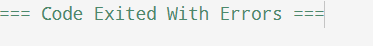 === Code Exited With Errors ===